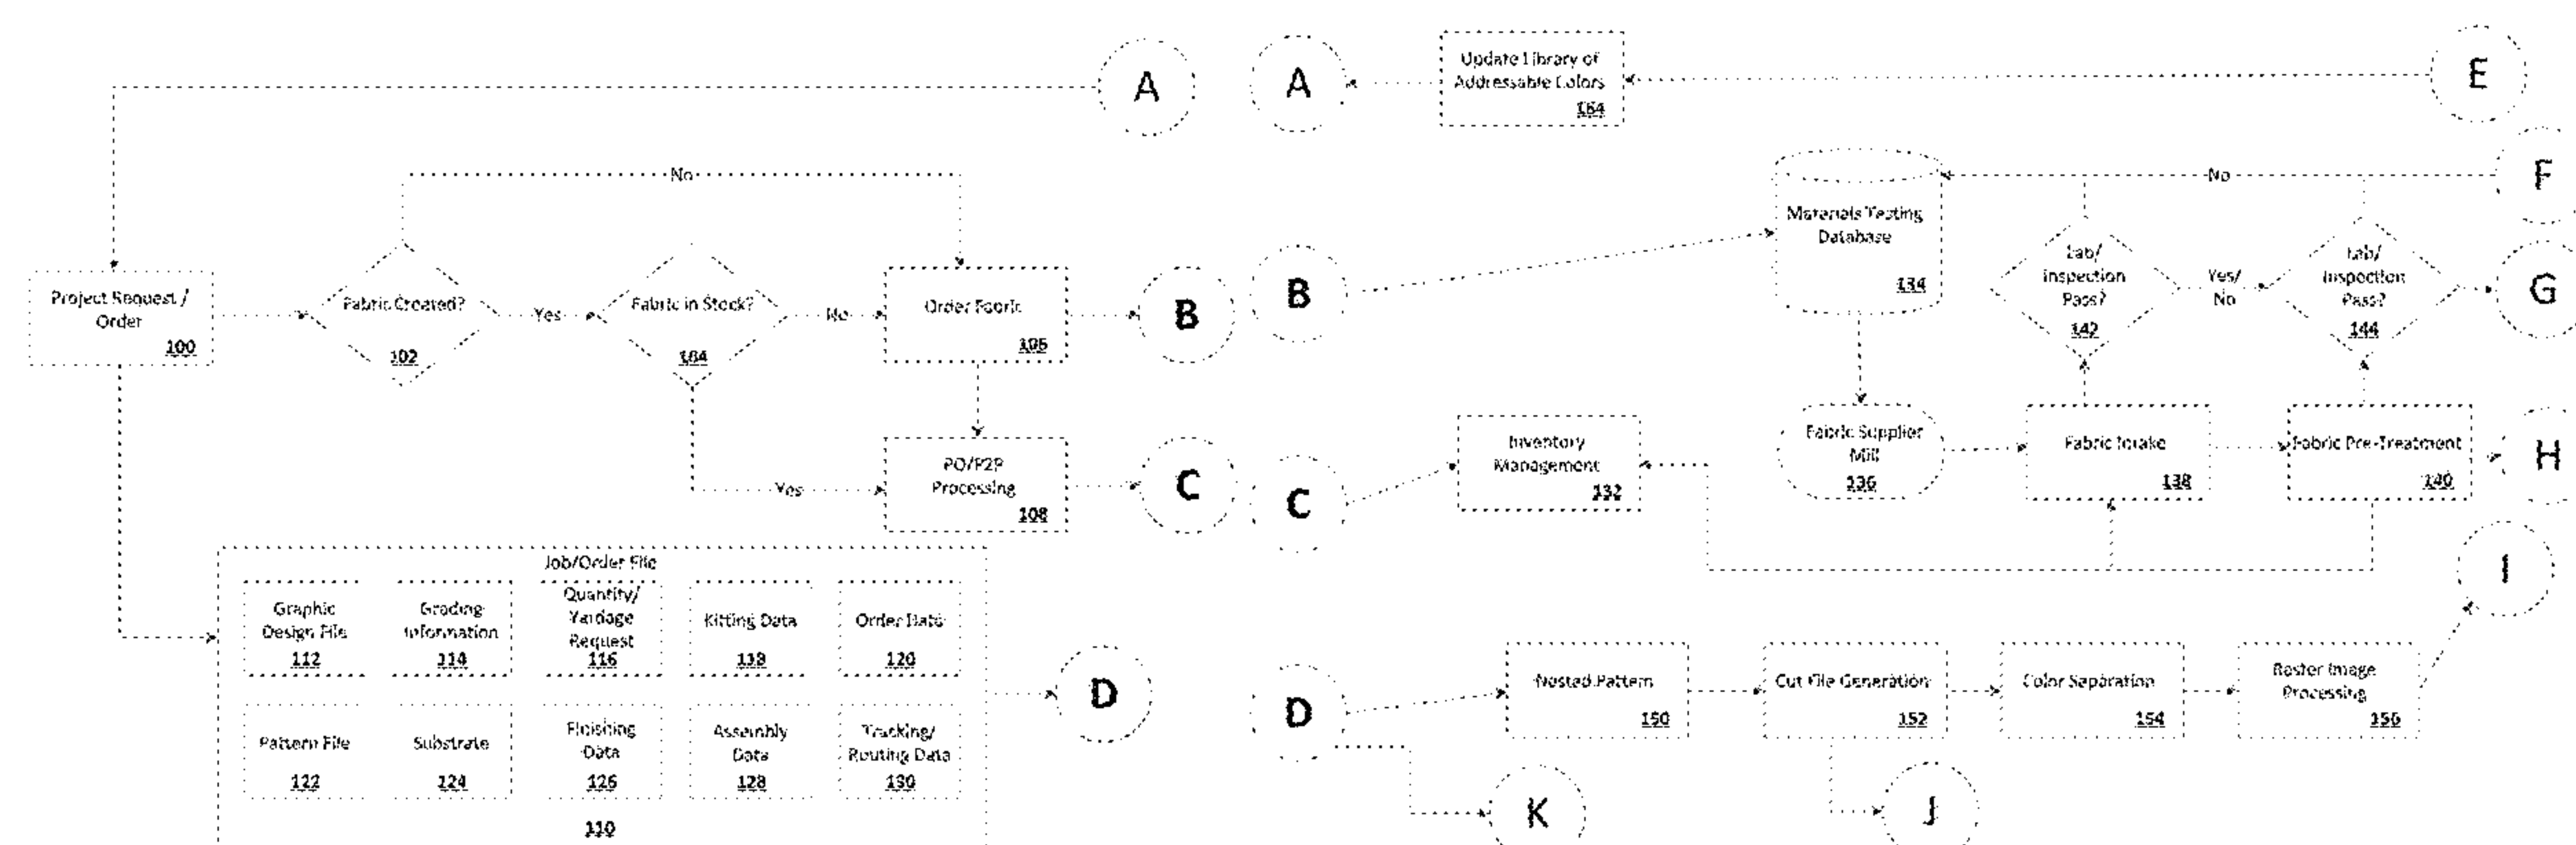 A
A
Update Library of
Addressable Colors
164
E
No
F
No
Materials Testing
Database
134
Project Request /
Order
100
Fabric Created?
102
Yes
Fabric in Stock?
104
No
Order Fabric
106
B
B
Lab/
Inspection
Pass?
142
Yes/
No
Lab/
Inspection
Pass?
144
G
Yes
PO/P2P
Processing
108
C
C
Inventory
Management
132
Fabric Supplier
Mill
136
Fabric Intake
138
Fabric Pre-Treatment
140
H
I
Job/Order File
Graphic
Design File
112
Grading
Information
114
Quantity/
Yardage
Request
116
Kitting Data
118
Order Date
120
Pattern File
122
Substrate
124
Finishing
Data
126
Assembly
Data
128
Tracking/
Routing Data
130
110
D
D
Nested Pattern
150
Cut File Generation
152
Color Separation
154
Raster Image
Processing
156
K
J